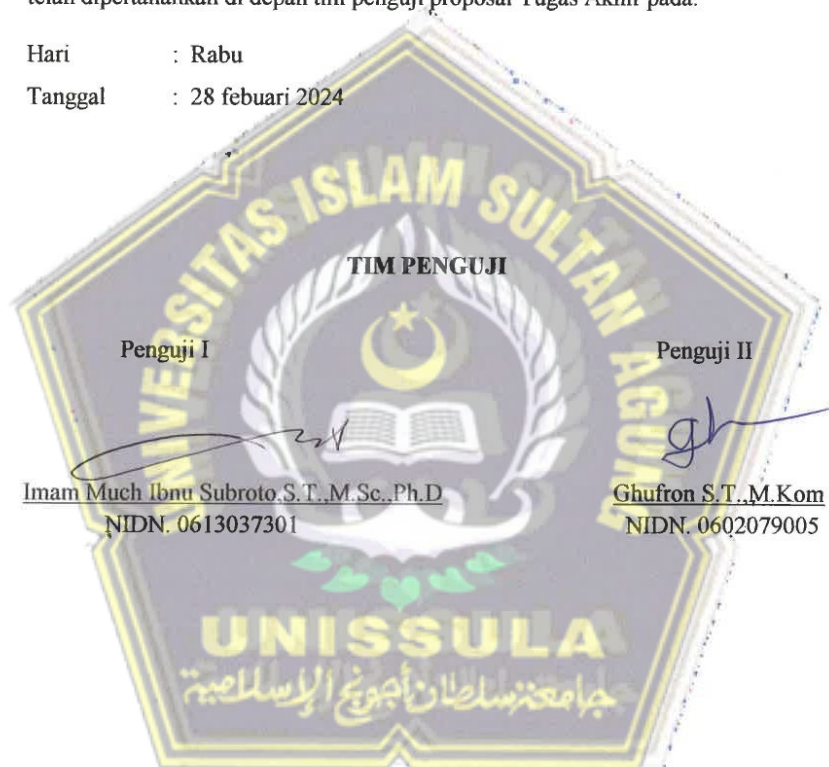 telah dipertahankan di depan tim penguji proposal Tugas Akhir pada:
Hari : Rabu
Tanggal : 28 febuari 2024
UNIVERSITAS ISLAM SULTAN AGUNG
TIM PENGUJI
Penguji I Penguji II
Imam Much Ibnu Subroto,S.T.,M.Sc.,Ph.D Ghufron S.T.,M.Kom
NIDN. 0613037301 NIDN. 0602079005
UNISSULA
جامعة سلطان أجونج الإسلامية